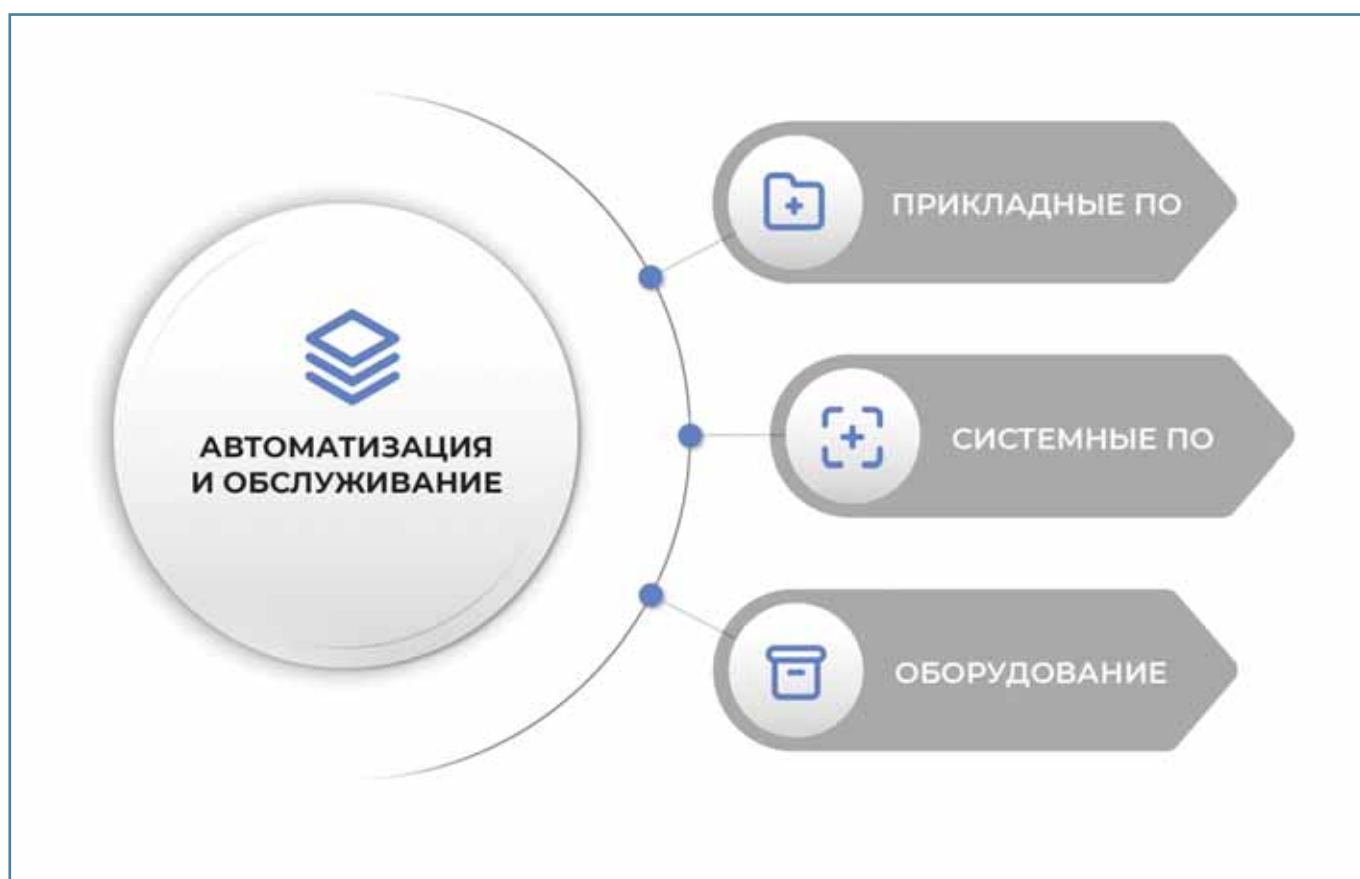 АВТОМАТИЗАЦИЯ
И ОБСЛУЖИВАНИЕ
ПРИКЛАДНЫЕ ПО
СИСТЕМНЫЕ ПО
ОБОРУДОВАНИЕ